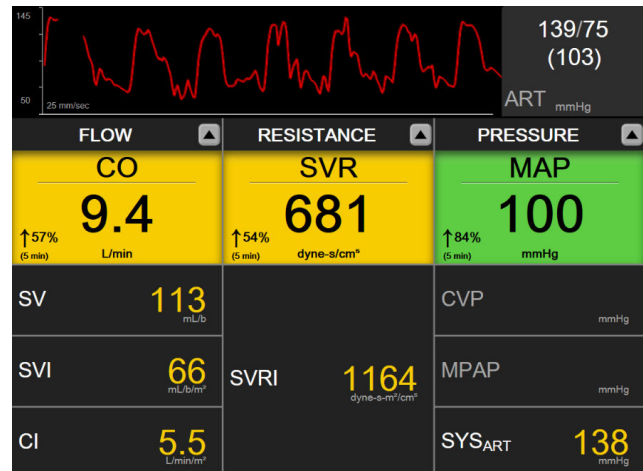 145
139/75
(103)
50
25 mm/sec
ART mmHg
FLOW
RESISTANCE
PRESSURE
CO
9.4
↑57%
(5 min)
L/min
SVR
681
↑54%
(5 min)
dyne-s/cm⁵
MAP
100
↑84%
(5 min)
mmHg
SV
113
mL/b
SVI
66
mL/b/m²
CI
5.5
L/min/m²
SVRI
1164
dyne-s-m²/cm⁵
CVP
mmHg
MPAP
mmHg
SYSART
138
mmHg